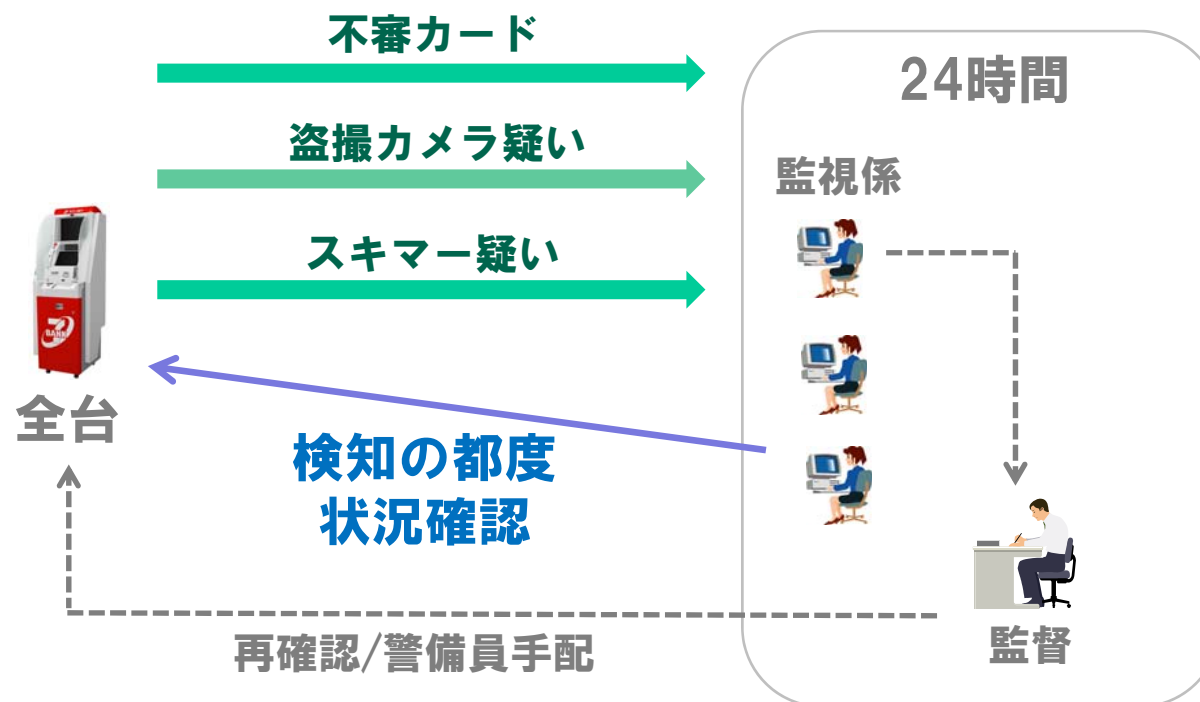 不審カード
24時間
盗撮カメラ疑い
監視係
スキマー疑い
BANK
全台
検知の都度
状況確認
再確認/警備員手配
監督